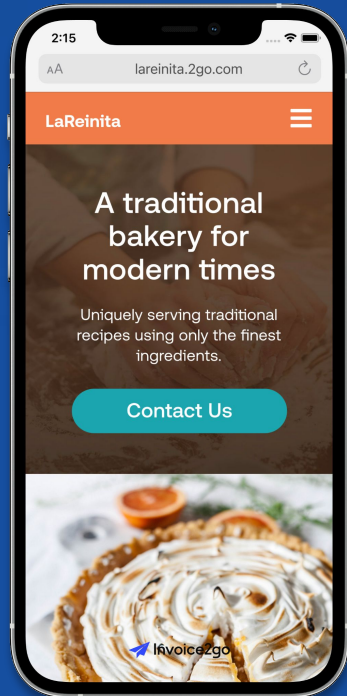 2:15
AA
lareinita.2go.com
LaReinita
A traditional
bakery for
modern times
Uniquely serving traditional
recipes using only the finest
ingredients.
Contact Us
Invoice2go